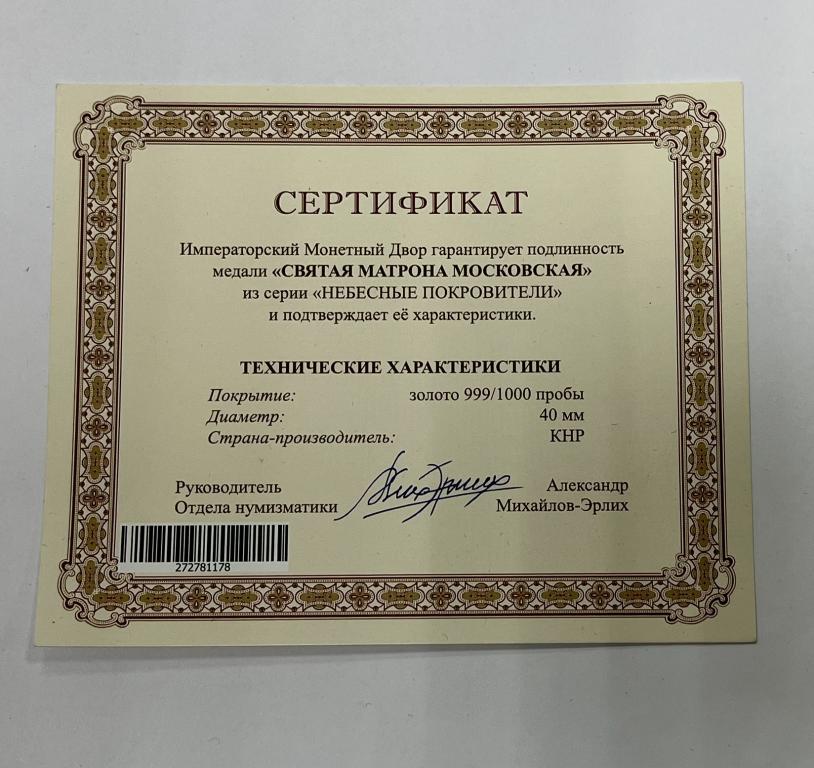 СЕРТИФИКАТ
Императорский Монетный Двор гарантирует подлинность
медали «СВЯТАЯ МАТРОНА МОСКОВСКАЯ»
из серии «НЕБЕСНЫЕ ПОКРОВИТЕЛИ»
и подтверждает её характеристики.
ТЕХНИЧЕСКИЕ ХАРАКТЕРИСТИКИ
Покрытие: золото 999/1000 пробы
Диаметр: 40 мм
Страна-производитель: КНР
Руководитель Александр
Отдела нумизматики Михайлов-Эрлих
272781178